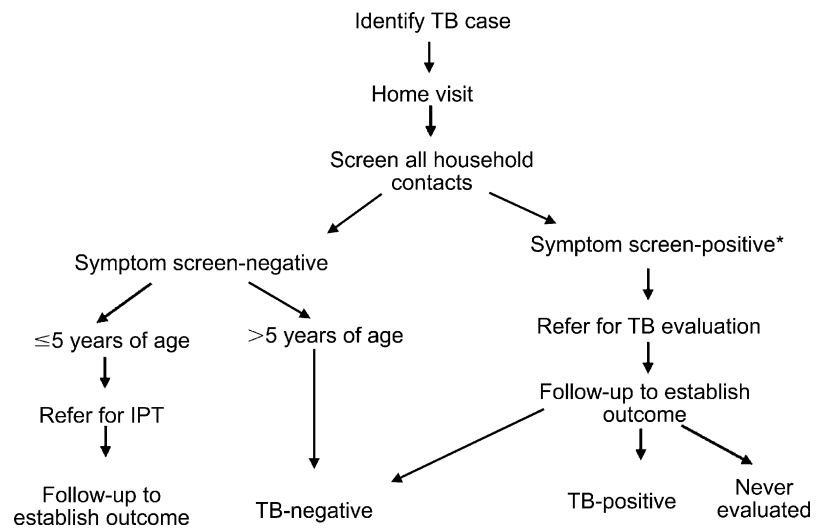 Identify TB case
Home visit
Screen all household
contacts
Symptom screen-negative
Symptom screen-positive*
≦5 years of age
>5 years of age
Refer for TB evaluation
Refer for IPT
Follow-up to establish
outcome
Follow-up to
establish outcome
TB-negative
TB-positive
Never
evaluated